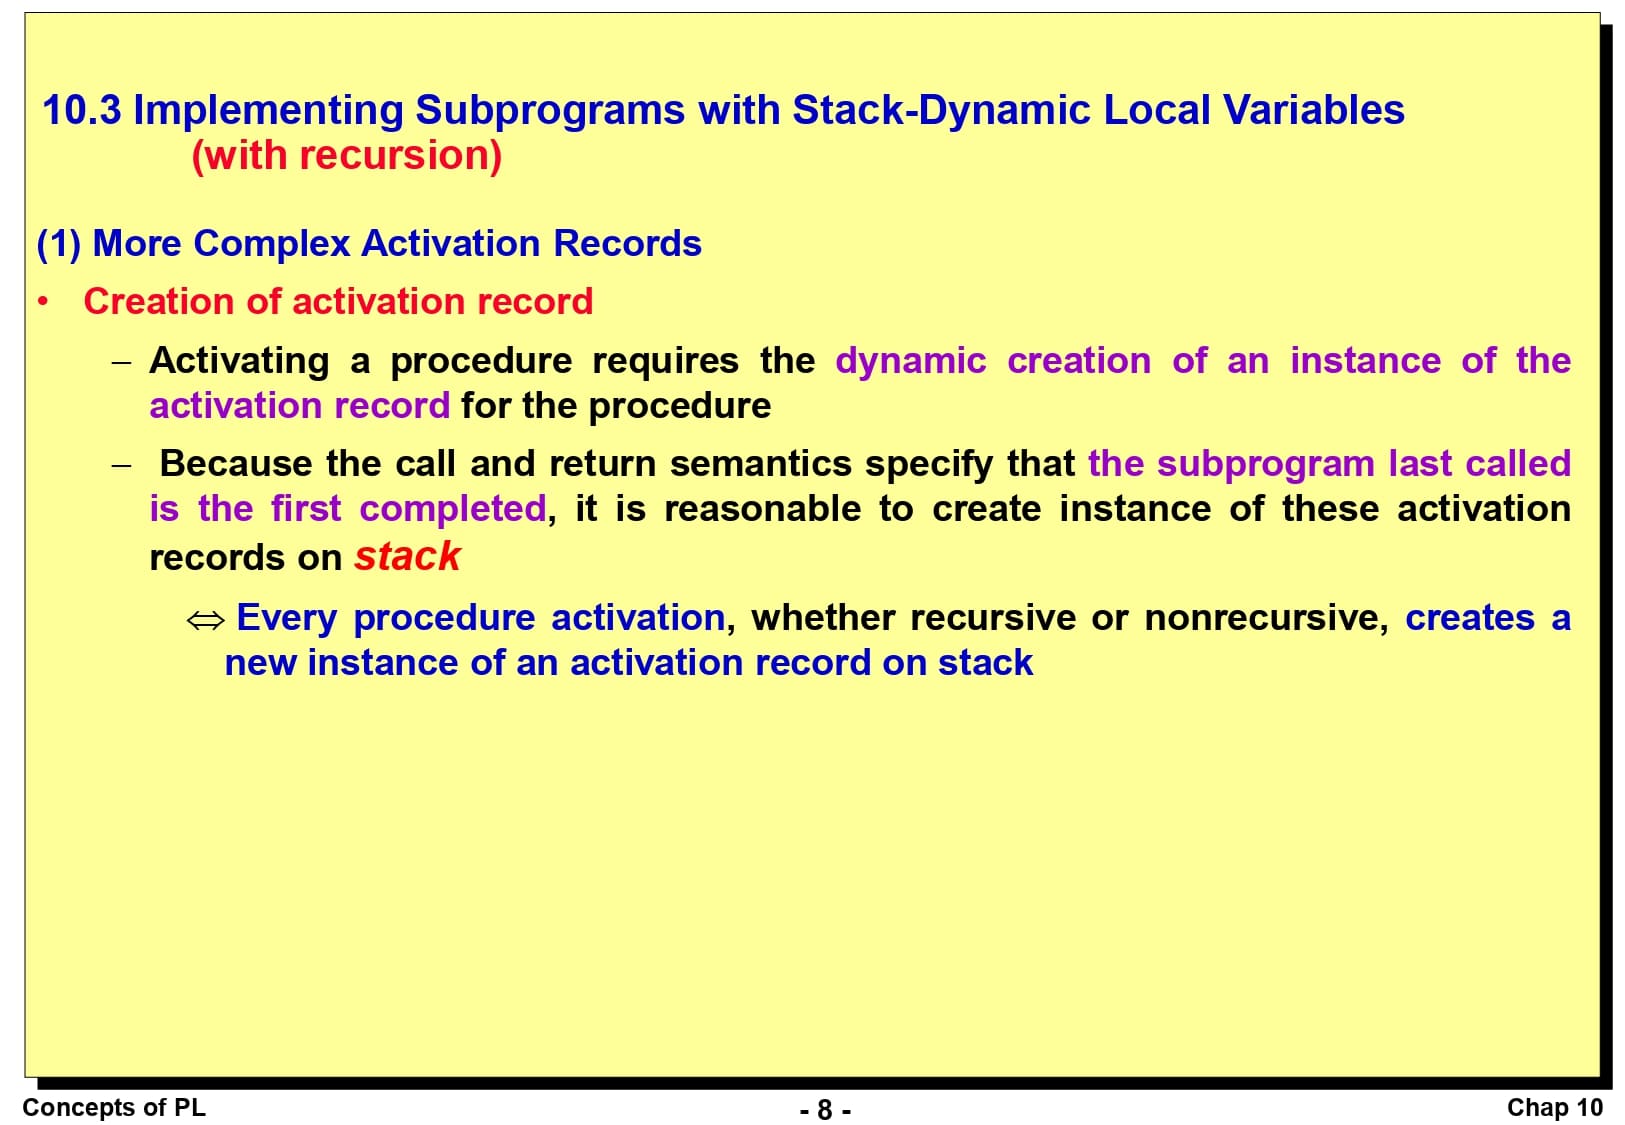 10.3 Implementing Subprograms with Stack-Dynamic Local Variables
(with recursion)
(1) More Complex Activation Records
• Creation of activation record
– Activating a procedure requires the dynamic creation of an instance of the
activation record for the procedure
– Because the call and return semantics specify that the subprogram last called
is the first completed, it is reasonable to create instance of these activation
records on stack
⇔ Every procedure activation, whether recursive or nonrecursive, creates a
new instance of an activation record on stack
Concepts of PL
- 8 -
Chap 10